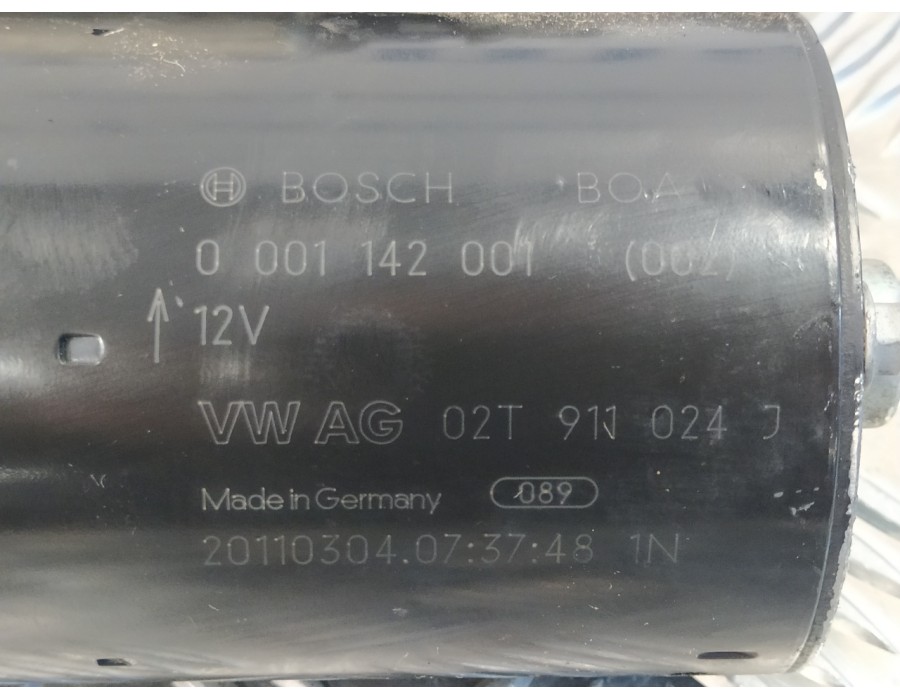 BOSCH BOA
0 001 142 001 (002)
12V
VW AG 02T 911 024 J
Made in Germany 089
20110304.07:37:48 1N